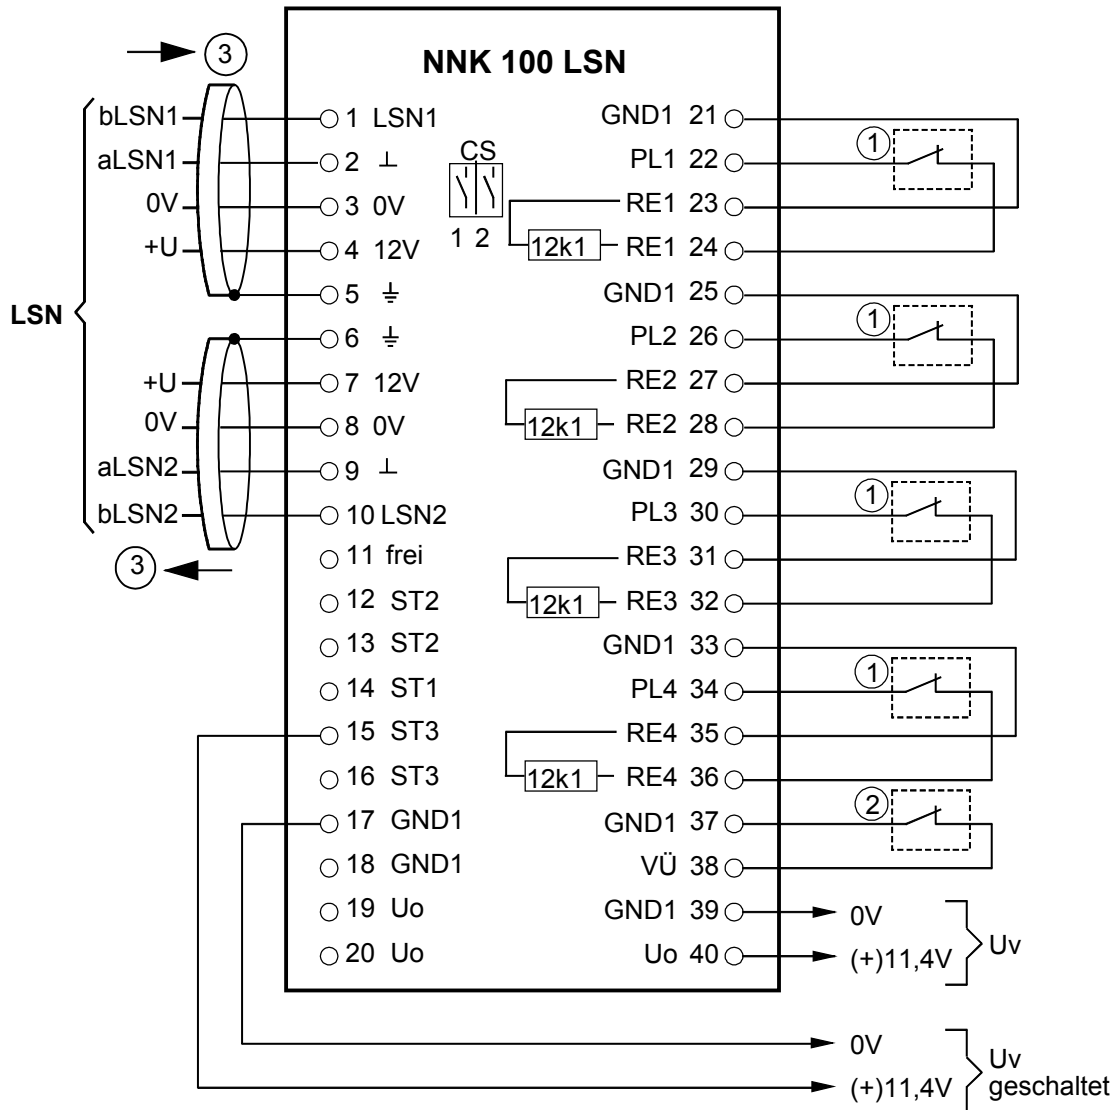 3
NNK 100 LSN
bLSN1 1 LSN1 GND1 21
aLSN1 2 ⊥ CS PL1 22 1
0V 3 0V RE1 23
+U 4 12V 1 2 12k1 RE1 24
5 ⏚ GND1 25
LSN
6 ⏚ PL2 26 1
+U 7 12V RE2 27
0V 8 0V 12k1 RE2 28
aLSN2 9 ⊥ GND1 29
bLSN2 10 LSN2 PL3 30 1
3 11 frei RE3 31
12 ST2 12k1 RE3 32
13 ST2 GND1 33
14 ST1 PL4 34 1
15 ST3 RE4 35
16 ST3 12k1 RE4 36
17 GND1 GND1 37 2
18 GND1 VÜ 38
19 Uo GND1 39 0V
Uv
20 Uo Uo 40 (+)11,4V
0V
Uv
geschaltet
(+)11,4V